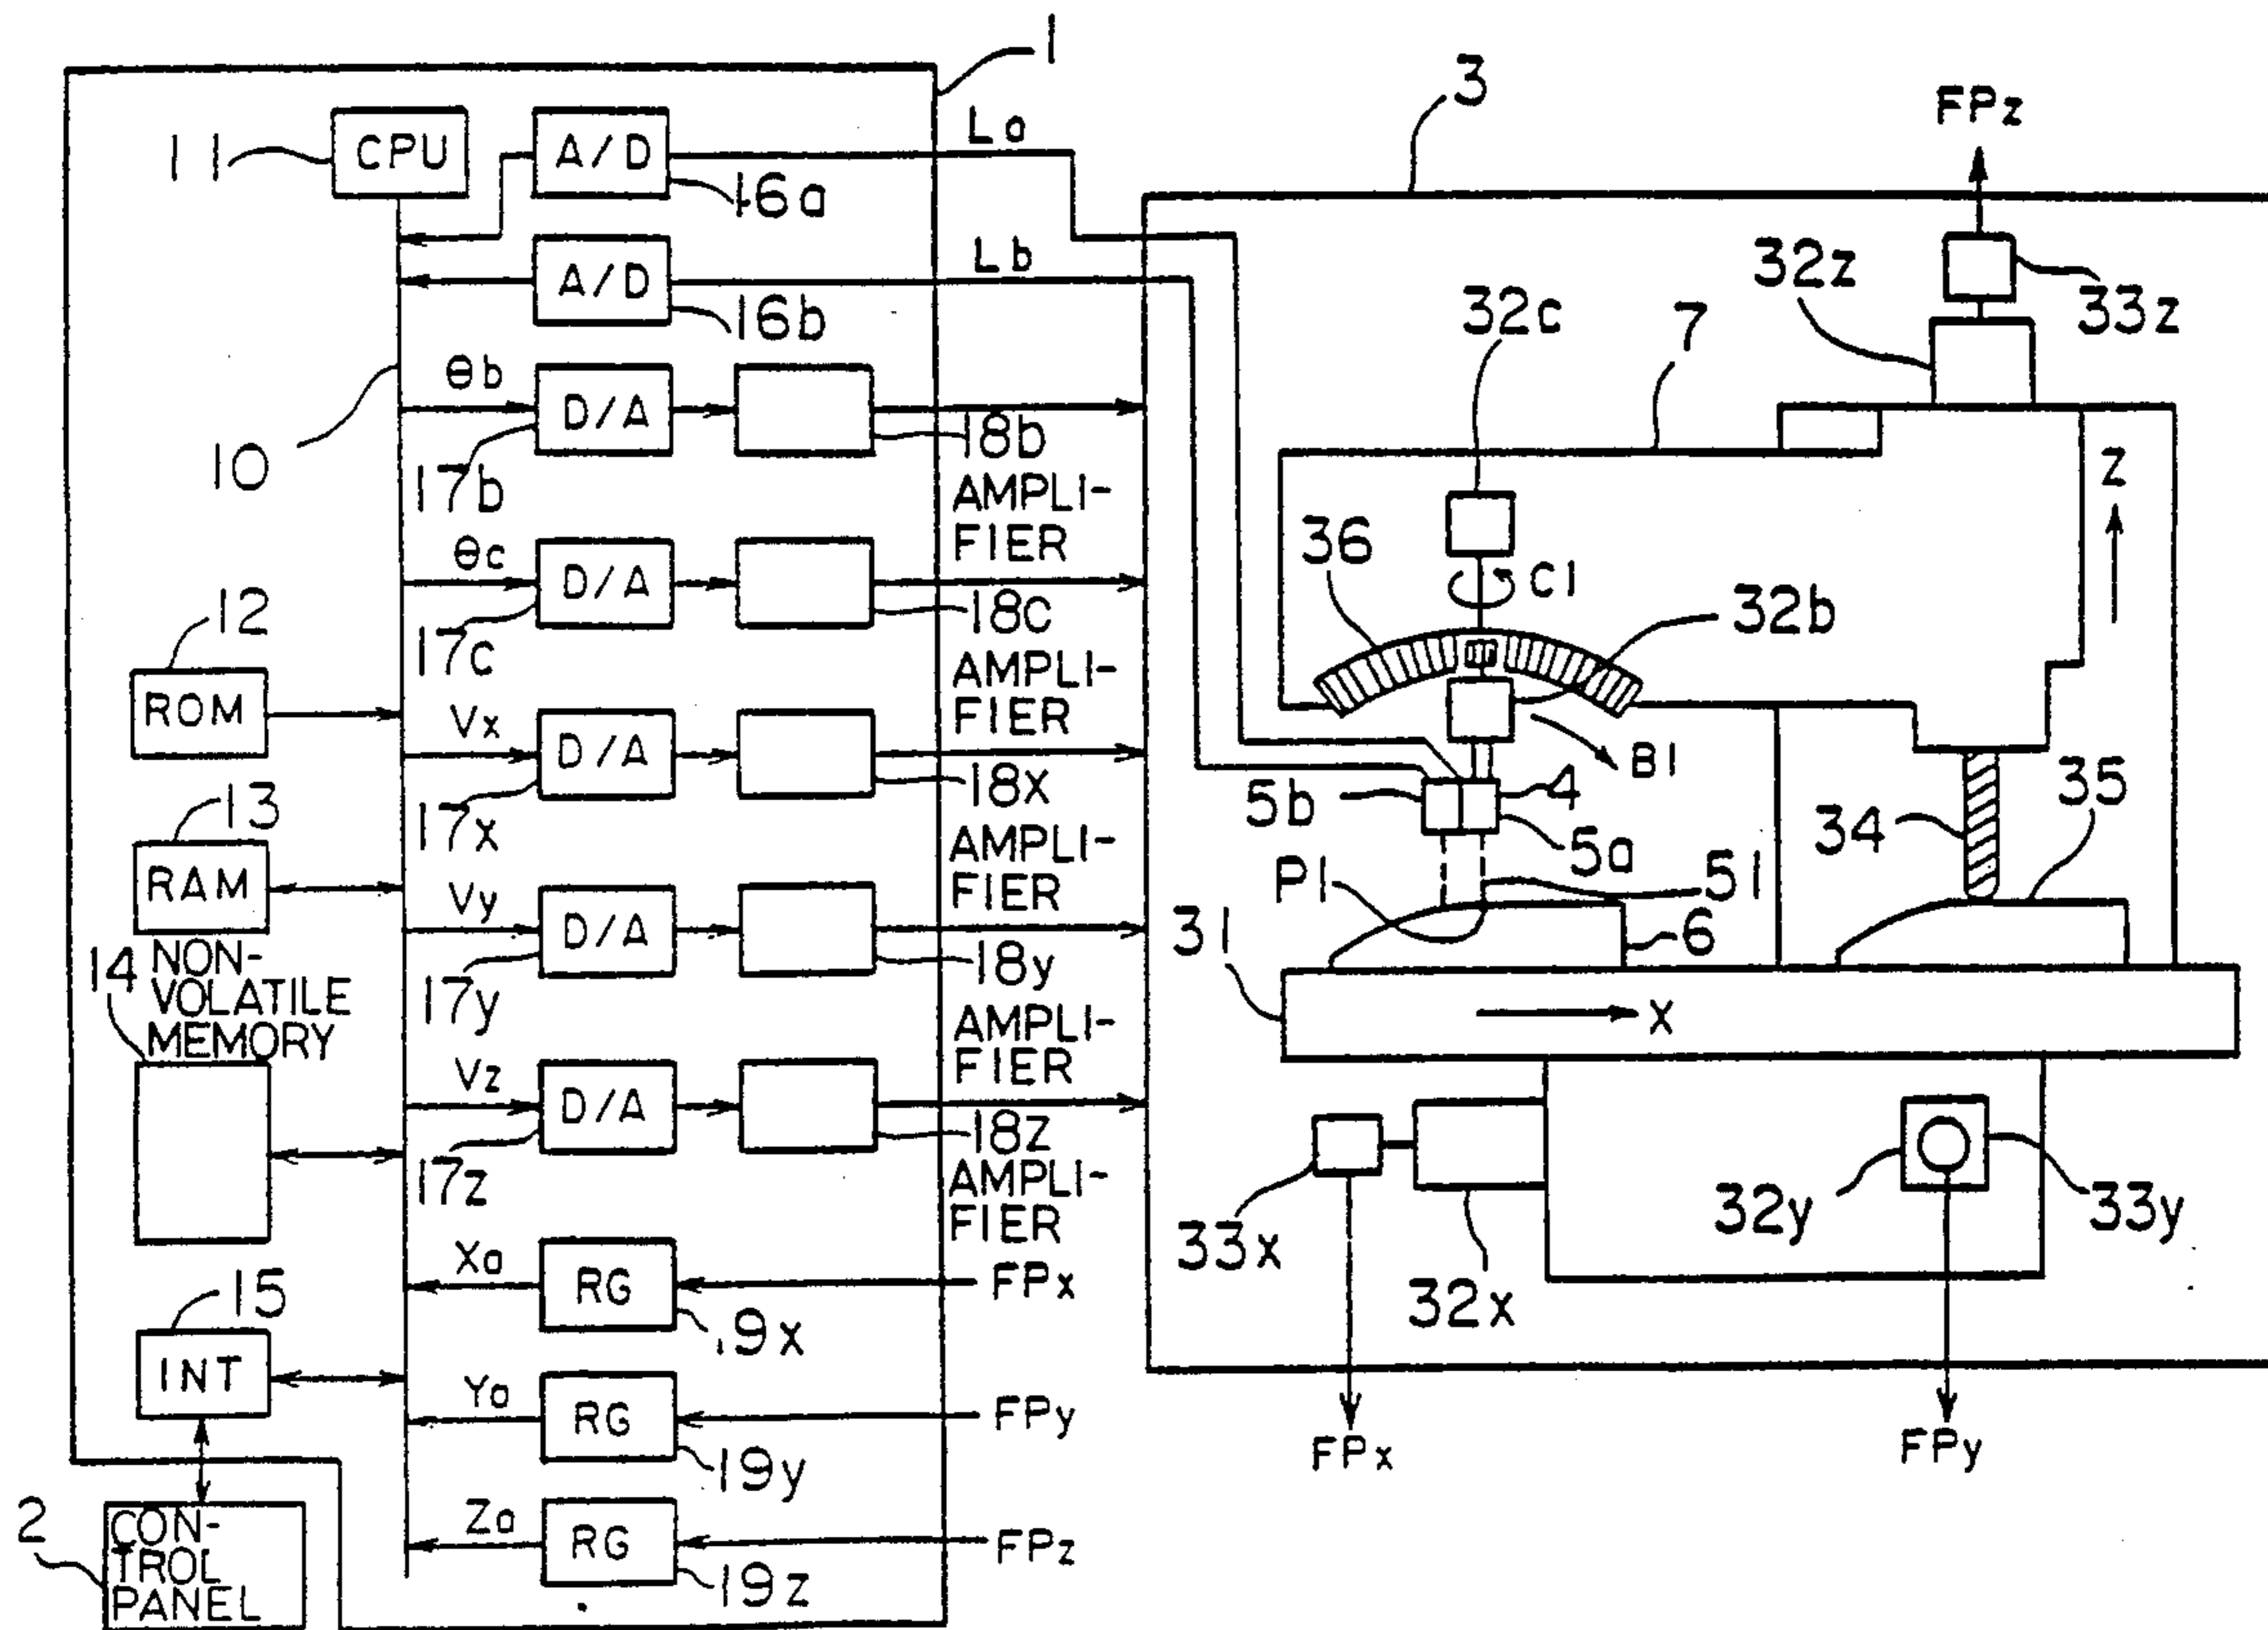 1
3
FPz
CPU
11
A/D
La
16a
A/D
Lb
16b
32z
33z
32c
7
θb
D/A
10
17b
18b
AMPLI-
FIER
Z
36
C1
θc
D/A
17c
18c
AMPLI-
FIER
32b
12
ROM
Vx
D/A
17x
18x
AMPLI-
FIER
B1
5b
4
5a
35
34
13
RAM
P1
51
Vy
D/A
17y
18y
AMPLI-
FIER
31
6
14
NON-
VOLATILE
MEMORY
X
Vz
D/A
17z
18z
AMPLI-
FIER
33x
32x
32y
33y
Xa
RG
FPx
19x
15
INT
Ya
RG
FPy
19y
FPx
FPy
2
CON-
TROL
PANEL
Za
RG
FPz
19z